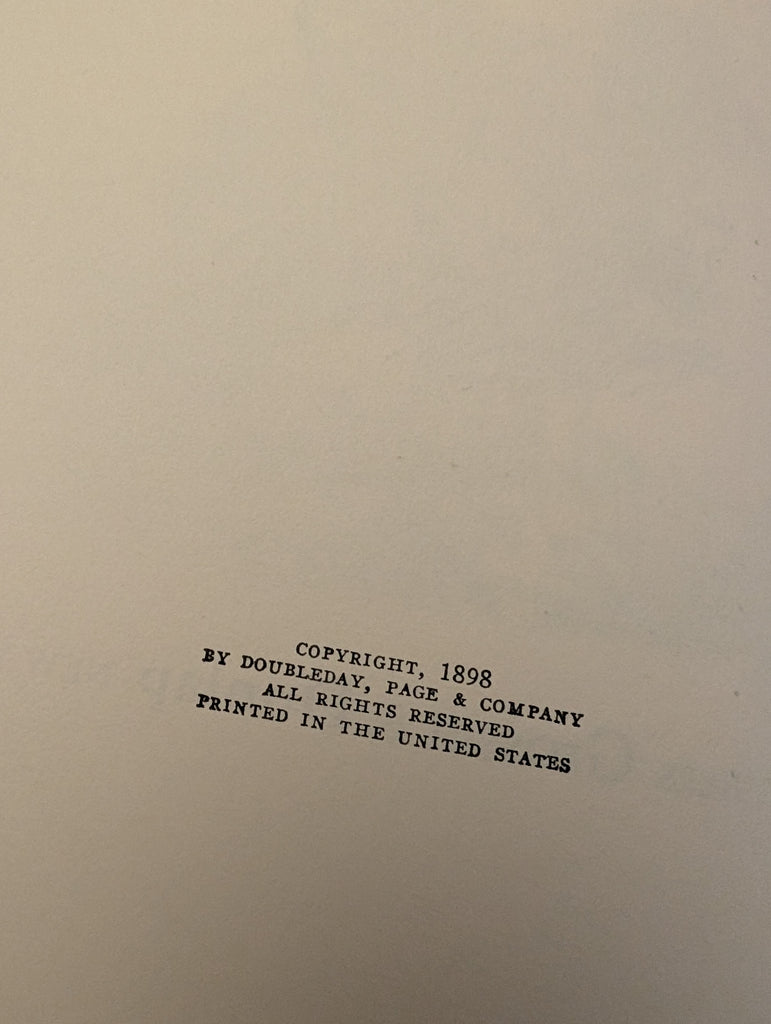 COPYRIGHT, 1898
BY DOUBLEDAY, PAGE & COMPANY
ALL RIGHTS RESERVED
PRINTED IN THE UNITED STATES